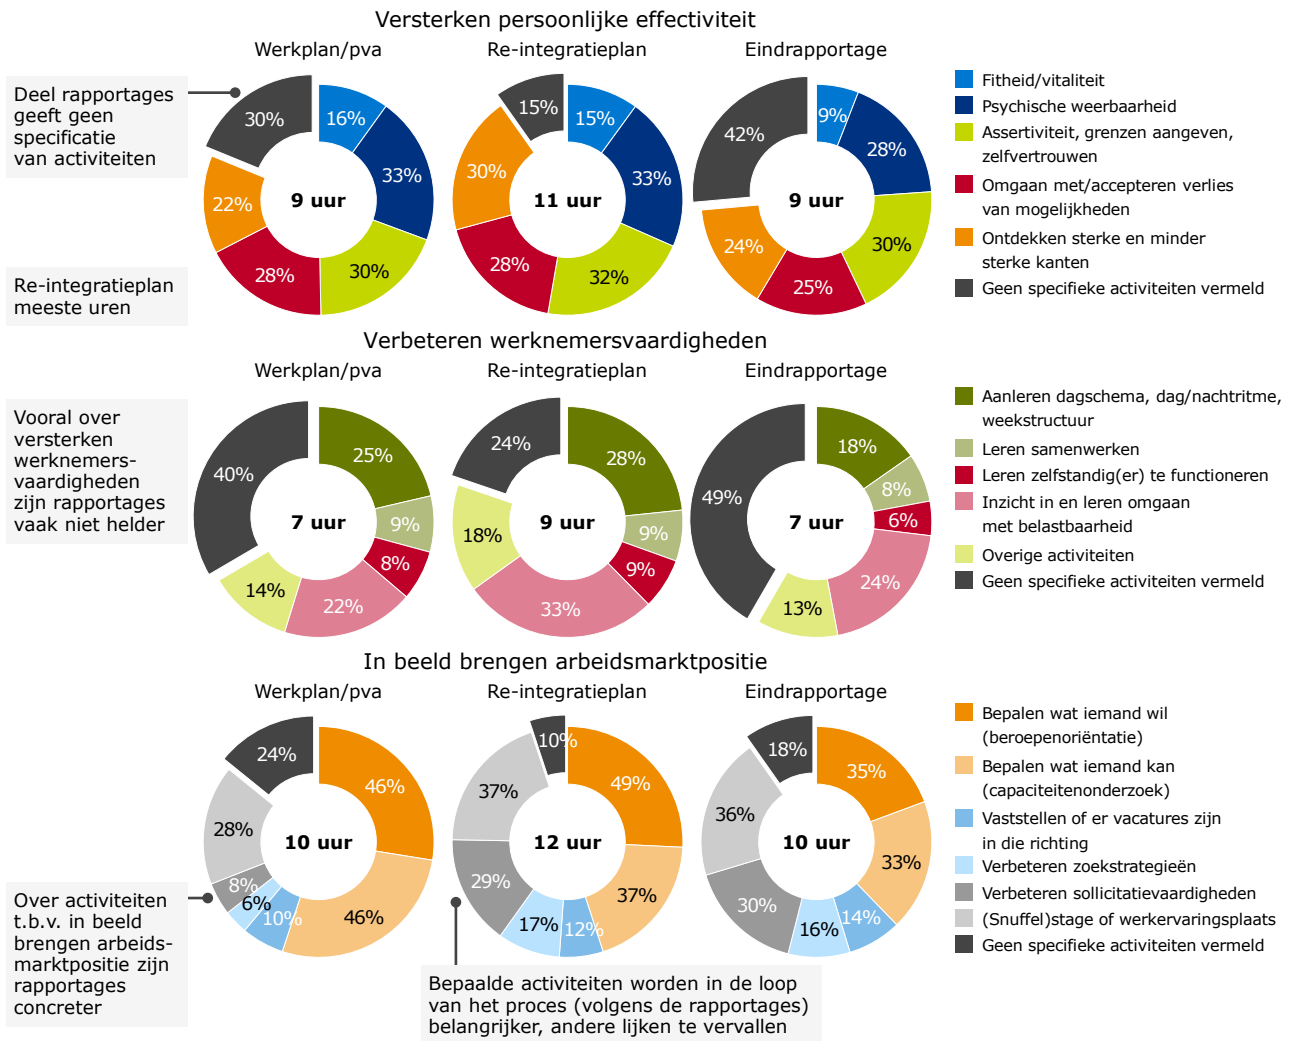 Versterken persoonlijke effectiviteit
Werkplan/pva
Re-integratieplan
Eindrapportage
Deel rapportages
geeft geen
specificatie
van activiteiten
Re-integratieplan
meeste uren
30%
16%
33%
30%
28%
22%
9 uur
15%
15%
33%
32%
28%
30%
11 uur
42%
9%
28%
30%
25%
24%
9 uur
Fitheid/vitaliteit
Psychische weerbaarheid
Assertiviteit, grenzen aangeven,
zelfvertrouwen
Omgaan met/accepteren verlies
van mogelijkheden
Ontdekken sterke en minder
sterke kanten
Geen specifieke activiteiten vermeld
Verbeteren werknemersvaardigheden
Werkplan/pva
Re-integratieplan
Eindrapportage
Vooral over
versterken
werknemers-
vaardigheden
zijn rapportages
vaak niet helder
40%
25%
9%
8%
22%
14%
7 uur
24%
28%
9%
9%
33%
18%
9 uur
49%
18%
8%
6%
24%
13%
7 uur
Aanleren dagschema, dag/nachtritme,
weekstructuur
Leren samenwerken
Leren zelfstandig(er) te functioneren
Inzicht in en leren omgaan
met belastbaarheid
Overige activiteiten
Geen specifieke activiteiten vermeld
In beeld brengen arbeidsmarktpositie
Werkplan/pva
Re-integratieplan
Eindrapportage
Over activiteiten
t.b.v. in beeld
brengen arbeids-
marktpositie zijn
rapportages
concreter
24%
46%
46%
10%
6%
8%
28%
10 uur
10%
49%
37%
12%
17%
29%
37%
12 uur
18%
35%
33%
14%
16%
30%
36%
10 uur
Bepalen wat iemand wil
(beroepenoriëntatie)
Bepalen wat iemand kan
(capaciteitenonderzoek)
Vaststellen of er vacatures zijn
in die richting
Verbeteren zoekstrategieën
Verbeteren sollicitatievaardigheden
(Snuffel)stage of werkervaringsplaats
Geen specifieke activiteiten vermeld
Bepaalde activiteiten worden in de loop
van het proces (volgens de rapportages)
belangrijker, andere lijken te vervallen